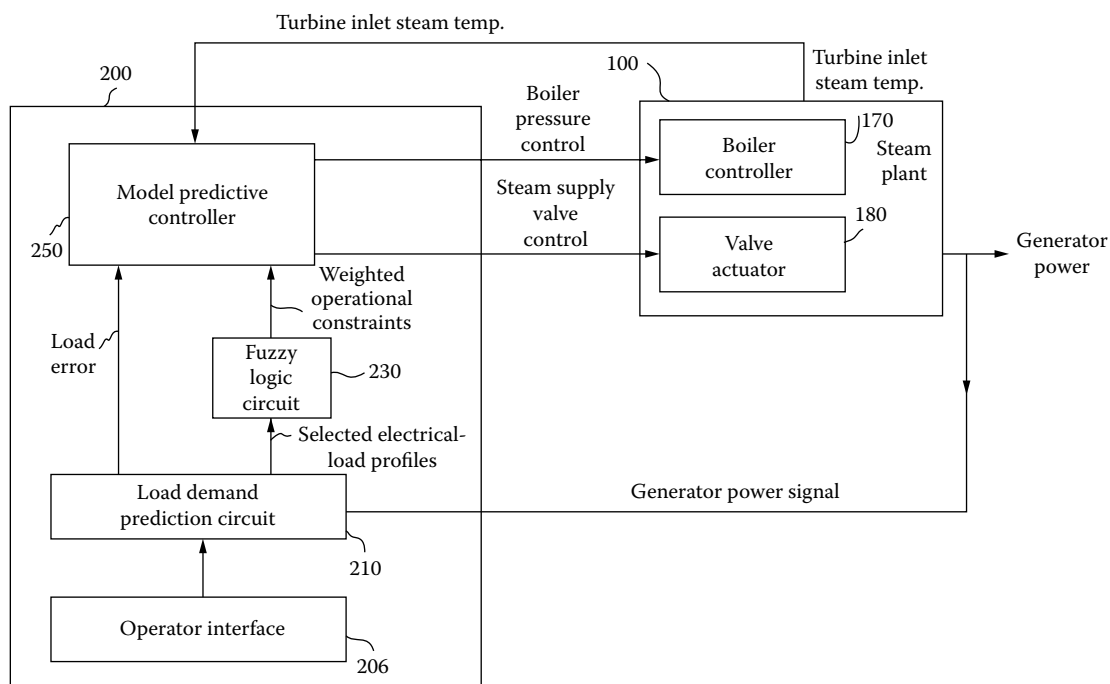 Turbine inlet steam temp.
200
100
Turbine inlet
steam temp.
Boiler
pressure
control
170
Boiler
controller
Steam
plant
Model predictive
controller
250
Steam supply
valve
control
180
Valve
actuator
Generator
power
Weighted
operational
constraints
Load
error
Fuzzy
logic
circuit
230
Selected electrical-
load profiles
Load demand
prediction circuit
210
Generator power signal
Operator interface
206